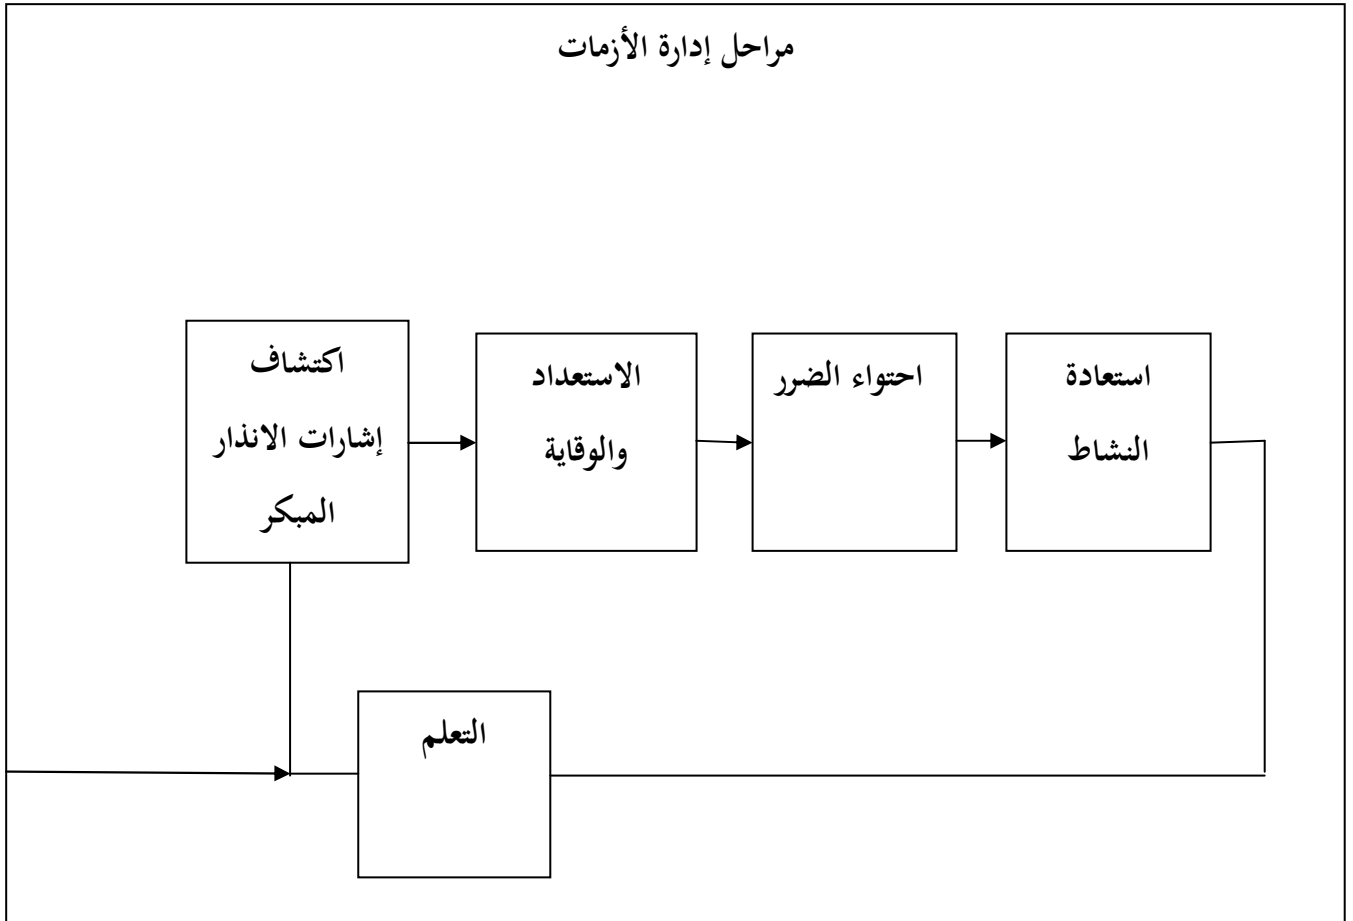 مراحل إدارة الأزمات
اكتشاف
إشارات الانذار
المبكر
الاستعداد
والوقاية
احتواء الضرر
استعادة
النشاط
التعلم